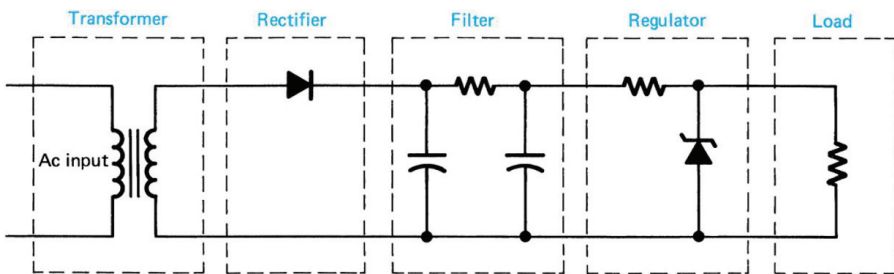 Transformer
Rectifier
Filter
Regulator
Load
Ac input